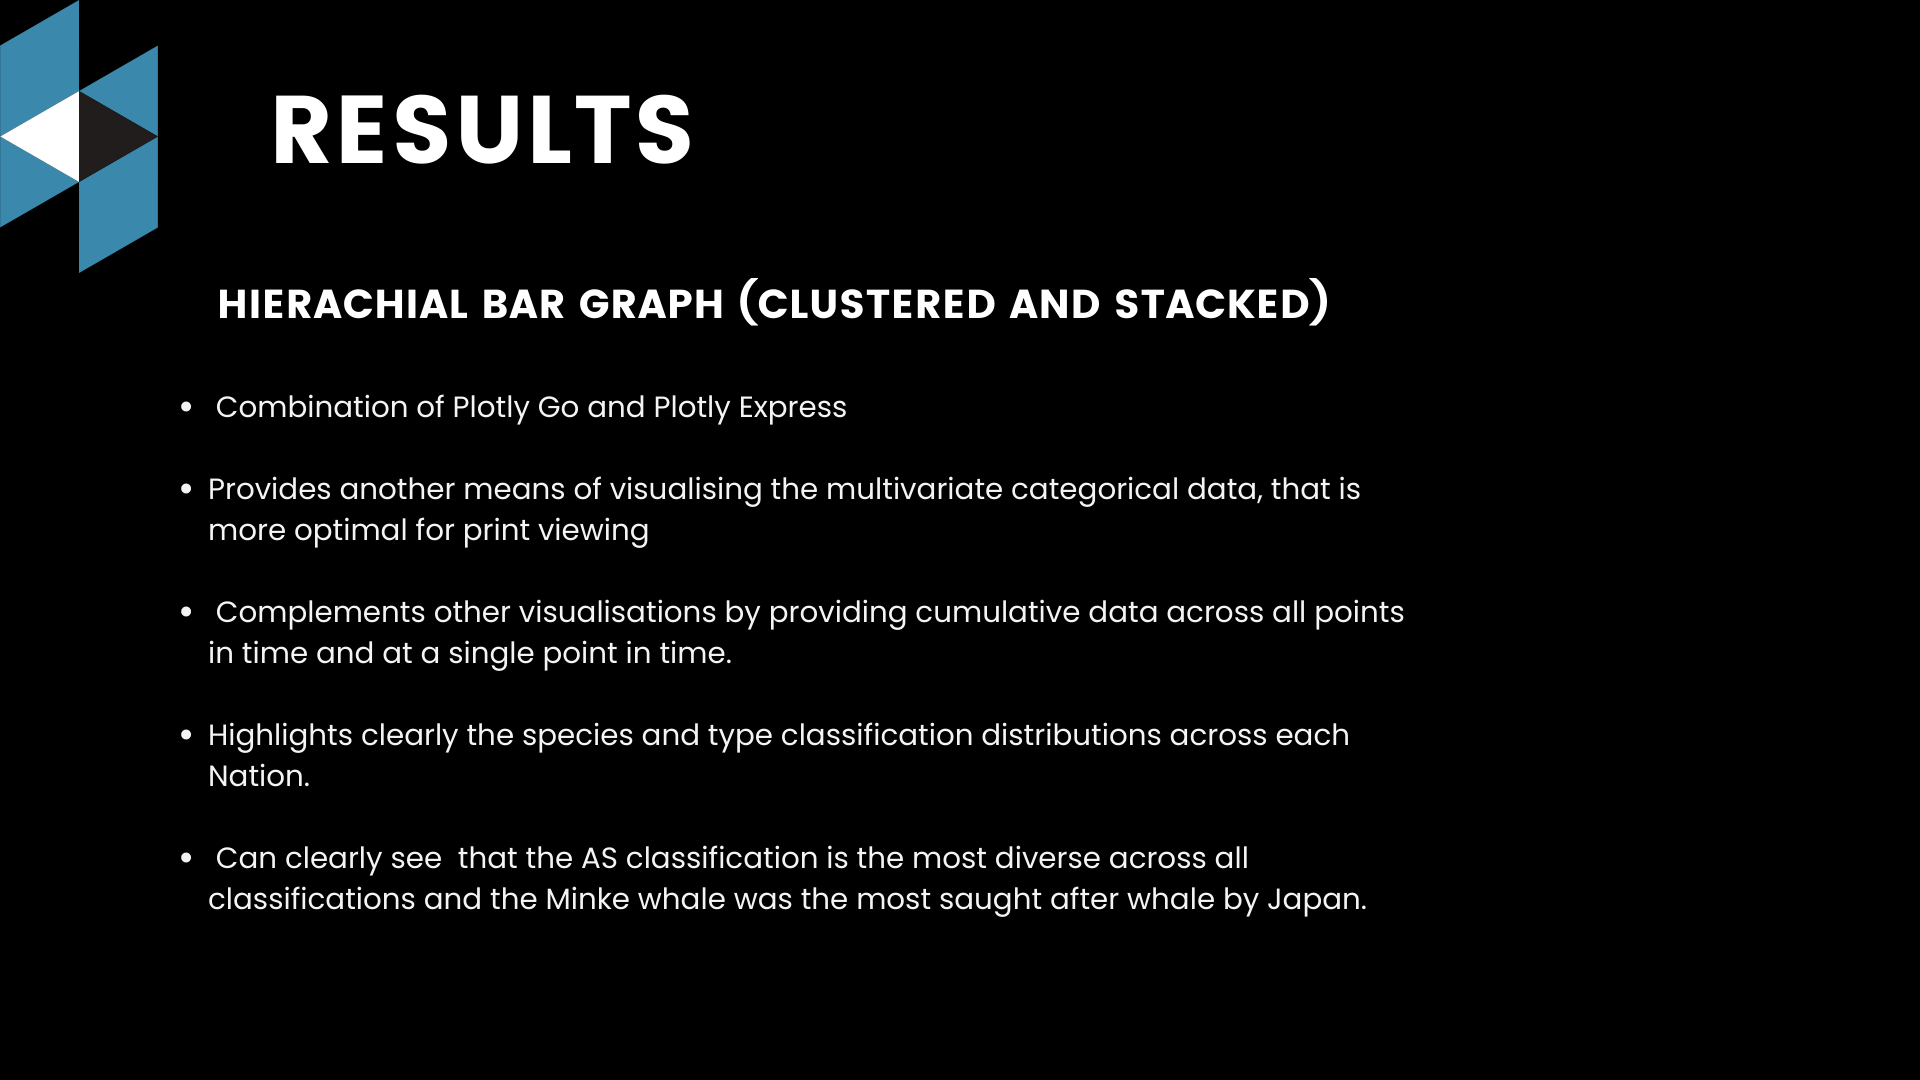 RESULTS
HIERACHIAL BAR GRAPH (CLUSTERED AND STACKED)
• Combination of Plotly Go and Plotly Express
• Provides another means of visualising the multivariate categorical data, that is
more optimal for print viewing
• Complements other visualisations by providing cumulative data across all points
in time and at a single point in time.
• Highlights clearly the species and type classification distributions across each
Nation.
• Can clearly see  that the AS classification is the most diverse across all
classifications and the Minke whale was the most saught after whale by Japan.